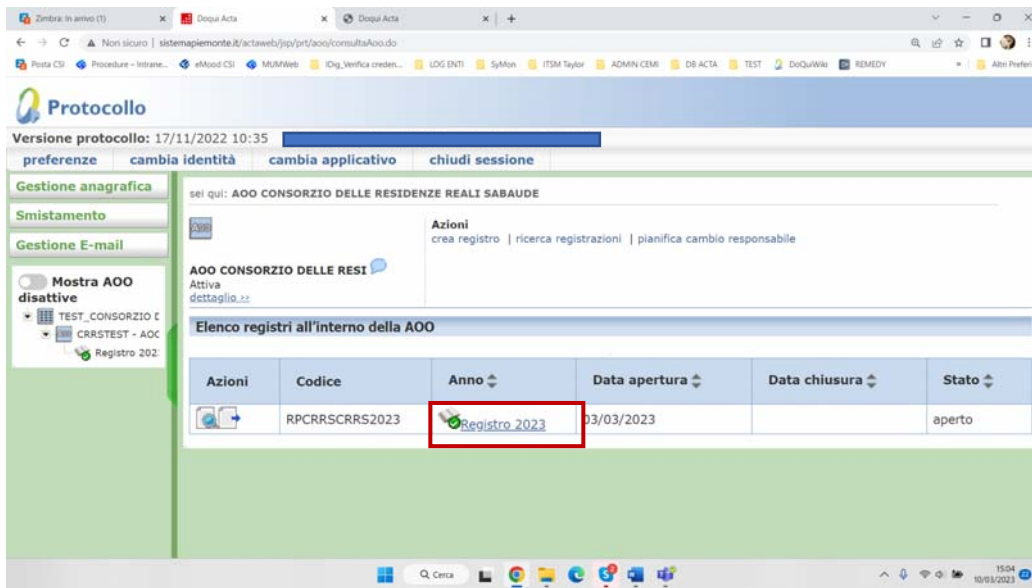 Zimbra: In arrivo (1)
Doqui Acta
Doqui Acta
Non sicuro | sistemapiemonte.it/actaweb/jsp/prt/aoo/consultaAoo.do
Posta CSI
Procedure – Intrane...
eMood CSI
MUMWeb
IDig_Verifica creden...
LOG ENTI
SyMon
ITSM Taylor
ADMIN CEMI
DB ACTA
TEST
DoQuiWiki
REMEDY
»
Altri Preferi
Protocollo
Versione protocollo: 17/11/2022 10:35
preferenze cambia identità cambia applicativo chiudi sessione
Gestione anagrafica
Smistamento
Gestione E-mail
Mostra AOO
disattive
TEST_CONSORZIO D
CRRSTEST - AOC
Registro 202
sei qui: AOO CONSORZIO DELLE RESIDENZE REALI SABAUDE
Azioni
crea registro | ricerca registrazioni | pianifica cambio responsabile
AOO CONSORZIO DELLE RESI
Attiva
dettaglio >>
Elenco registri all'interno della AOO
Azioni Codice Anno Data apertura Data chiusura Stato
RPCRRSCRRS2023 Registro 2023 03/03/2023 aperto
Cerca
15:04
10/03/2023